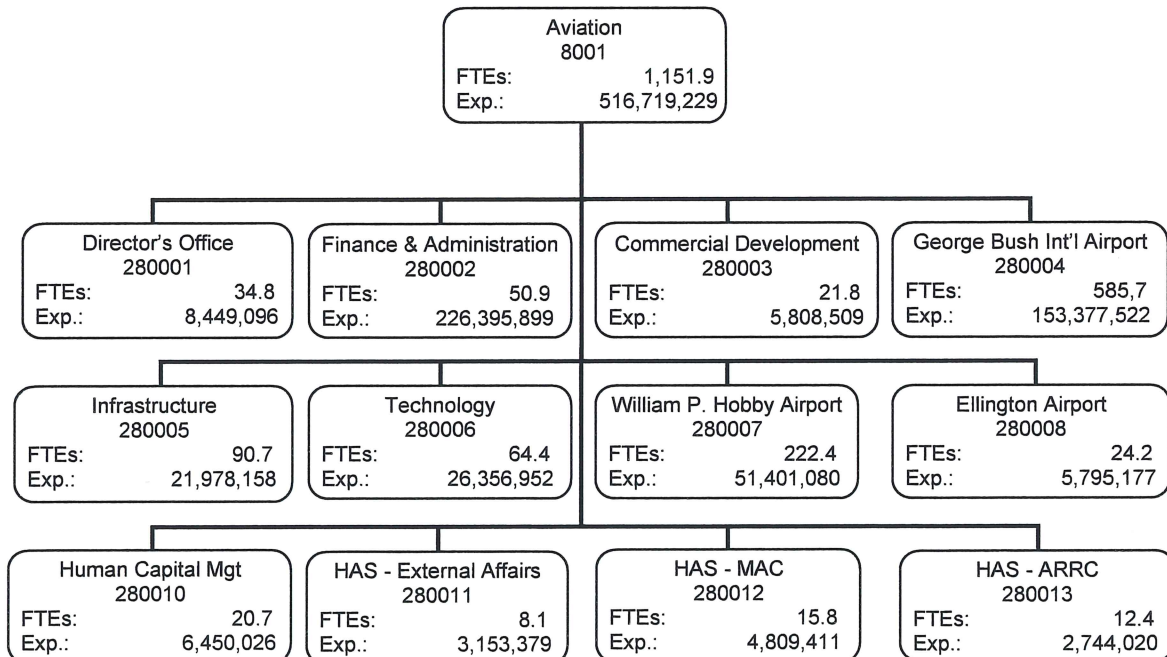 Aviation
8001
FTEs: 1,151.9
Exp.: 516,719,229
Director's Office
280001
FTEs: 34.8
Exp.: 8,449,096
Finance & Administration
280002
FTEs: 50.9
Exp.: 226,395,899
Commercial Development
280003
FTEs: 21.8
Exp.: 5,808,509
George Bush Int'l Airport
280004
FTEs: 585,7
Exp.: 153,377,522
Infrastructure
280005
FTEs: 90.7
Exp.: 21,978,158
Technology
280006
FTEs: 64.4
Exp.: 26,356,952
William P. Hobby Airport
280007
FTEs: 222.4
Exp.: 51,401,080
Ellington Airport
280008
FTEs: 24.2
Exp.: 5,795,177
Human Capital Mgt
280010
FTEs: 20.7
Exp.: 6,450,026
HAS - External Affairs
280011
FTEs: 8.1
Exp.: 3,153,379
HAS - MAC
280012
FTEs: 15.8
Exp.: 4,809,411
HAS - ARRC
280013
FTEs: 12.4
Exp.: 2,744,020